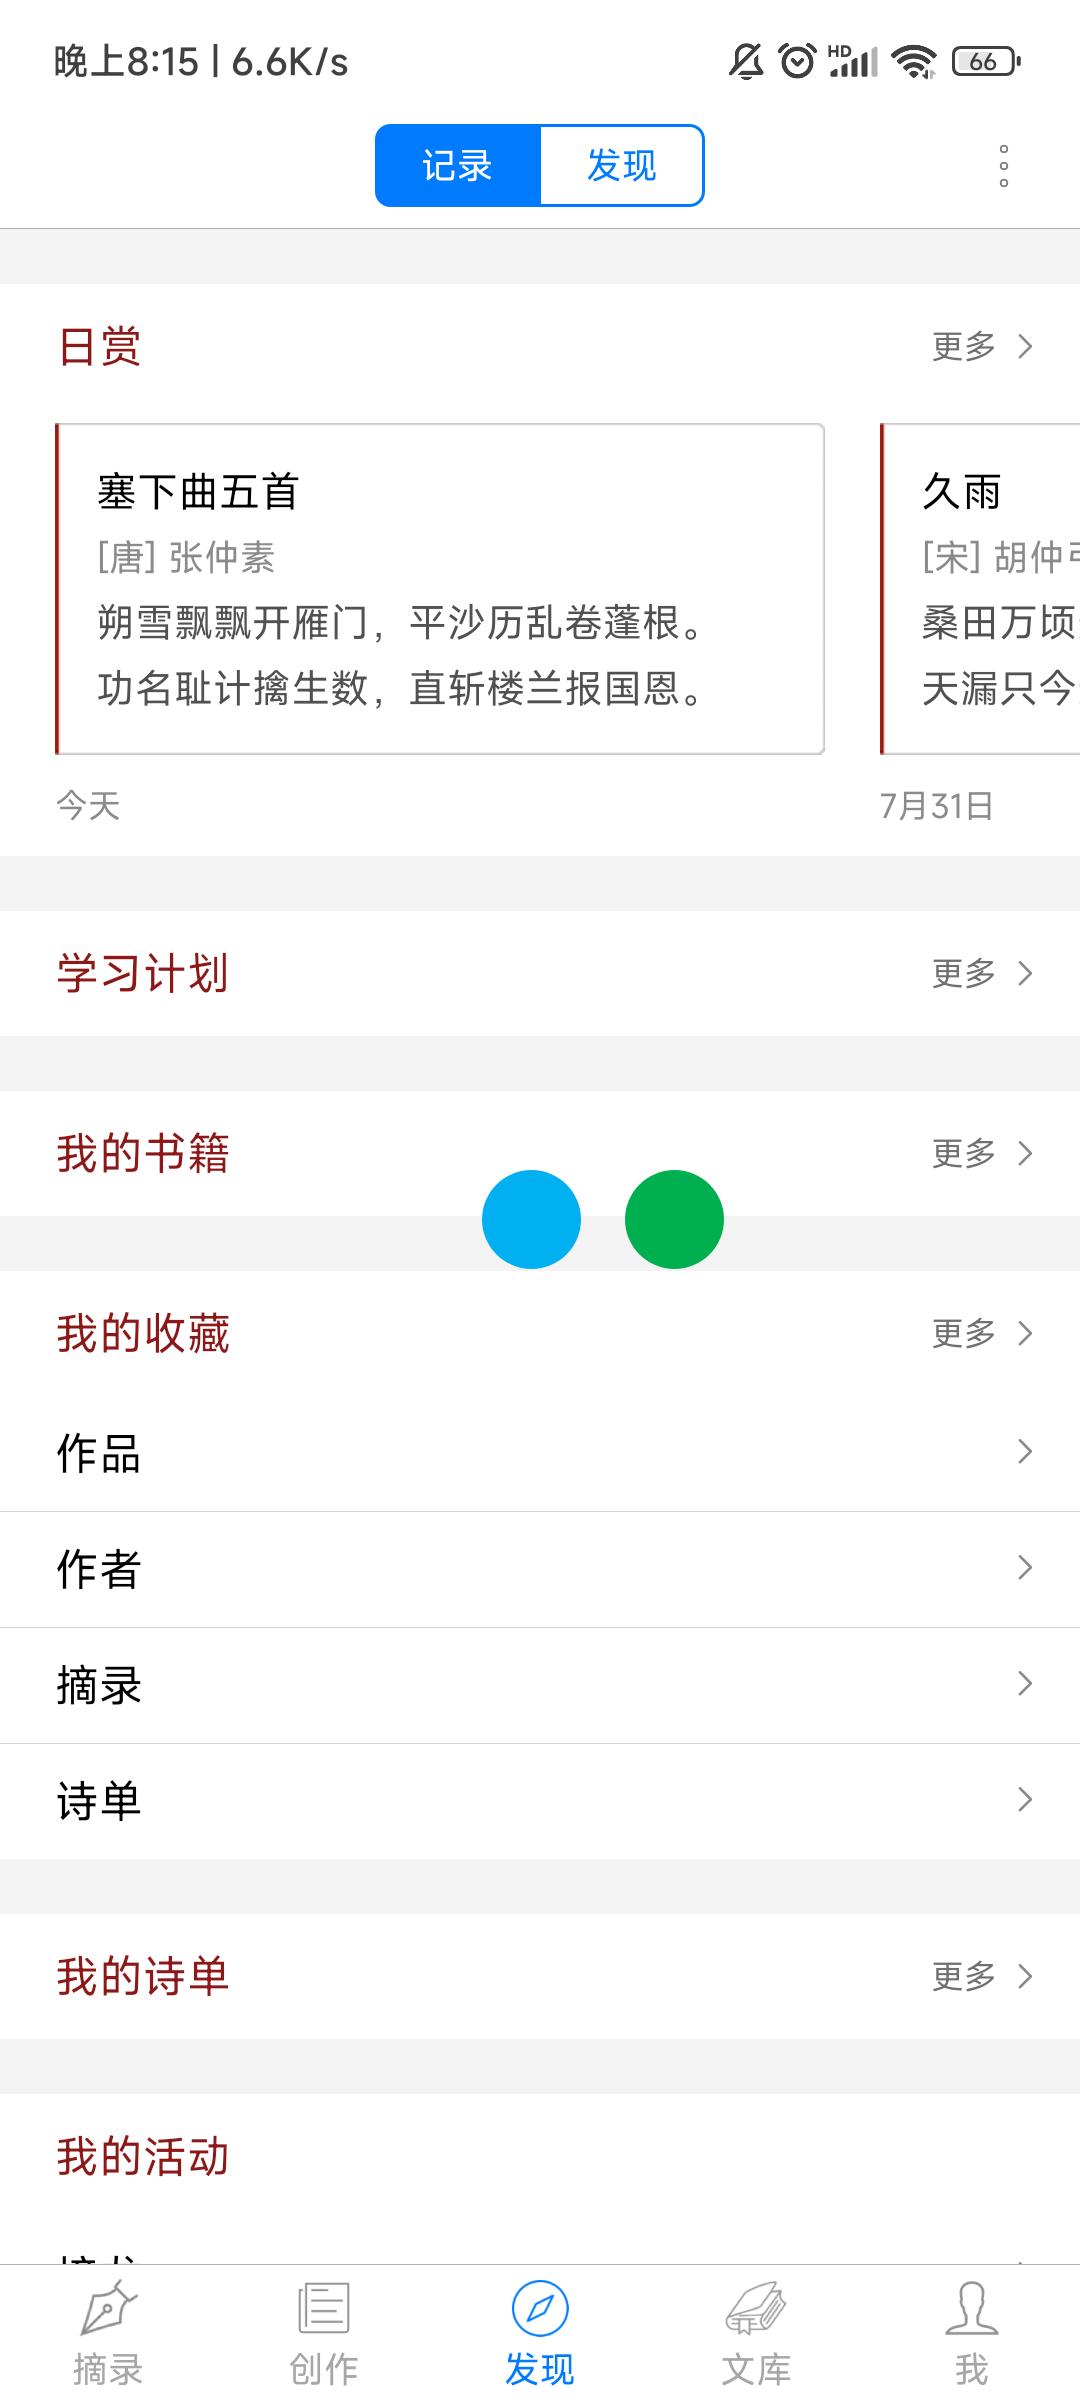 晚上8:15 | 6.6K/s
HD
66
记录 发现
日赏 更多
塞下曲五首
[唐] 张仲素
朔雪飘飘开雁门，平沙历乱卷蓬根。
功名耻计擒生数，直斩楼兰报国恩。
今天
久雨
[宋] 胡仲
桑田万顷
天漏只今
7月31日
学习计划 更多
我的书籍 更多
我的收藏 更多
作品
作者
摘录
诗单
我的诗单 更多
我的活动
摘录 创作 发现 文库 我